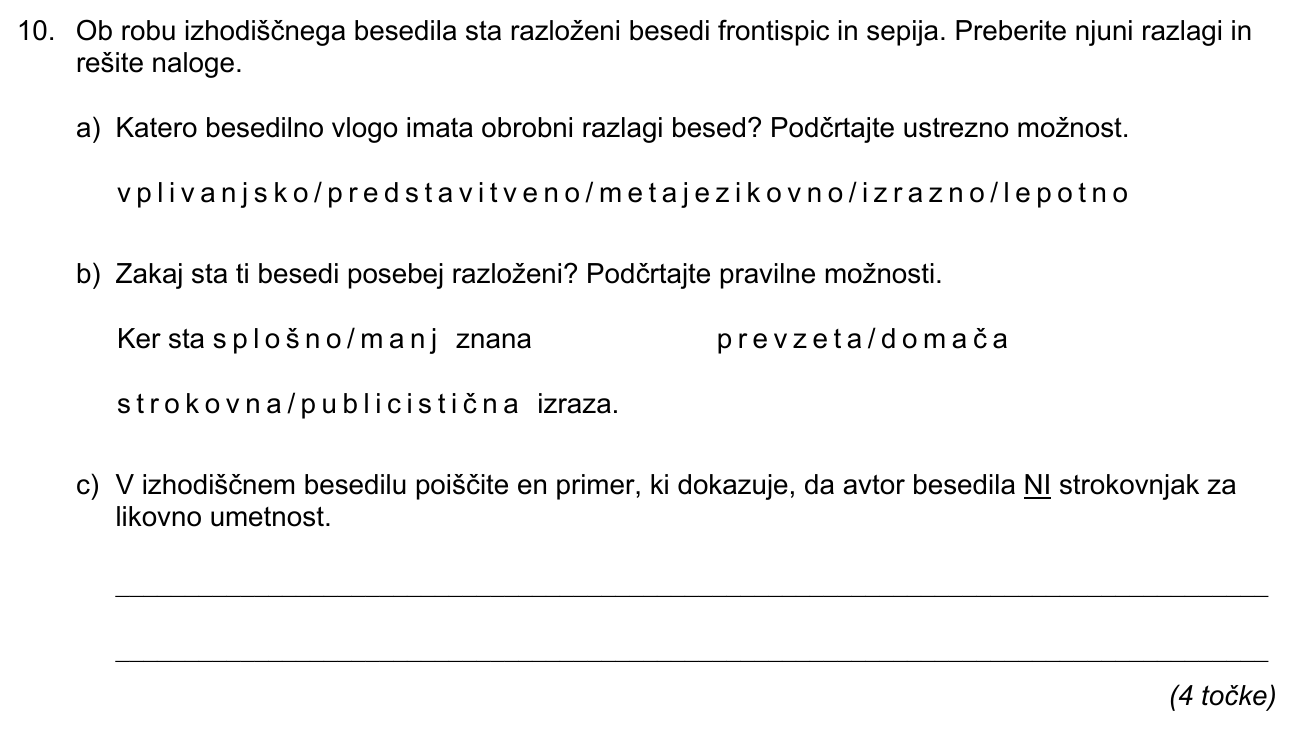 10. Ob robu izhodiščnega besedila sta razloženi besedi frontispic in sepija. Preberite njuni razlagi in
rešite naloge.
a) Katero besedilno vlogo imata obrobni razlagi besed? Podčrtajte ustrezno možnost.
vplivanjsko/predstavitveno/metajezikovno/izrazno/lepotno
b) Zakaj sta ti besedi posebej razloženi? Podčrtajte pravilne možnosti.
Ker sta splošno/manj znana prevzeta/domača
strokovna/publicistična izraza.
c) V izhodiščnem besedilu poiščite en primer, ki dokazuje, da avtor besedila NI strokovnjak za
likovno umetnost.
(4 točke)